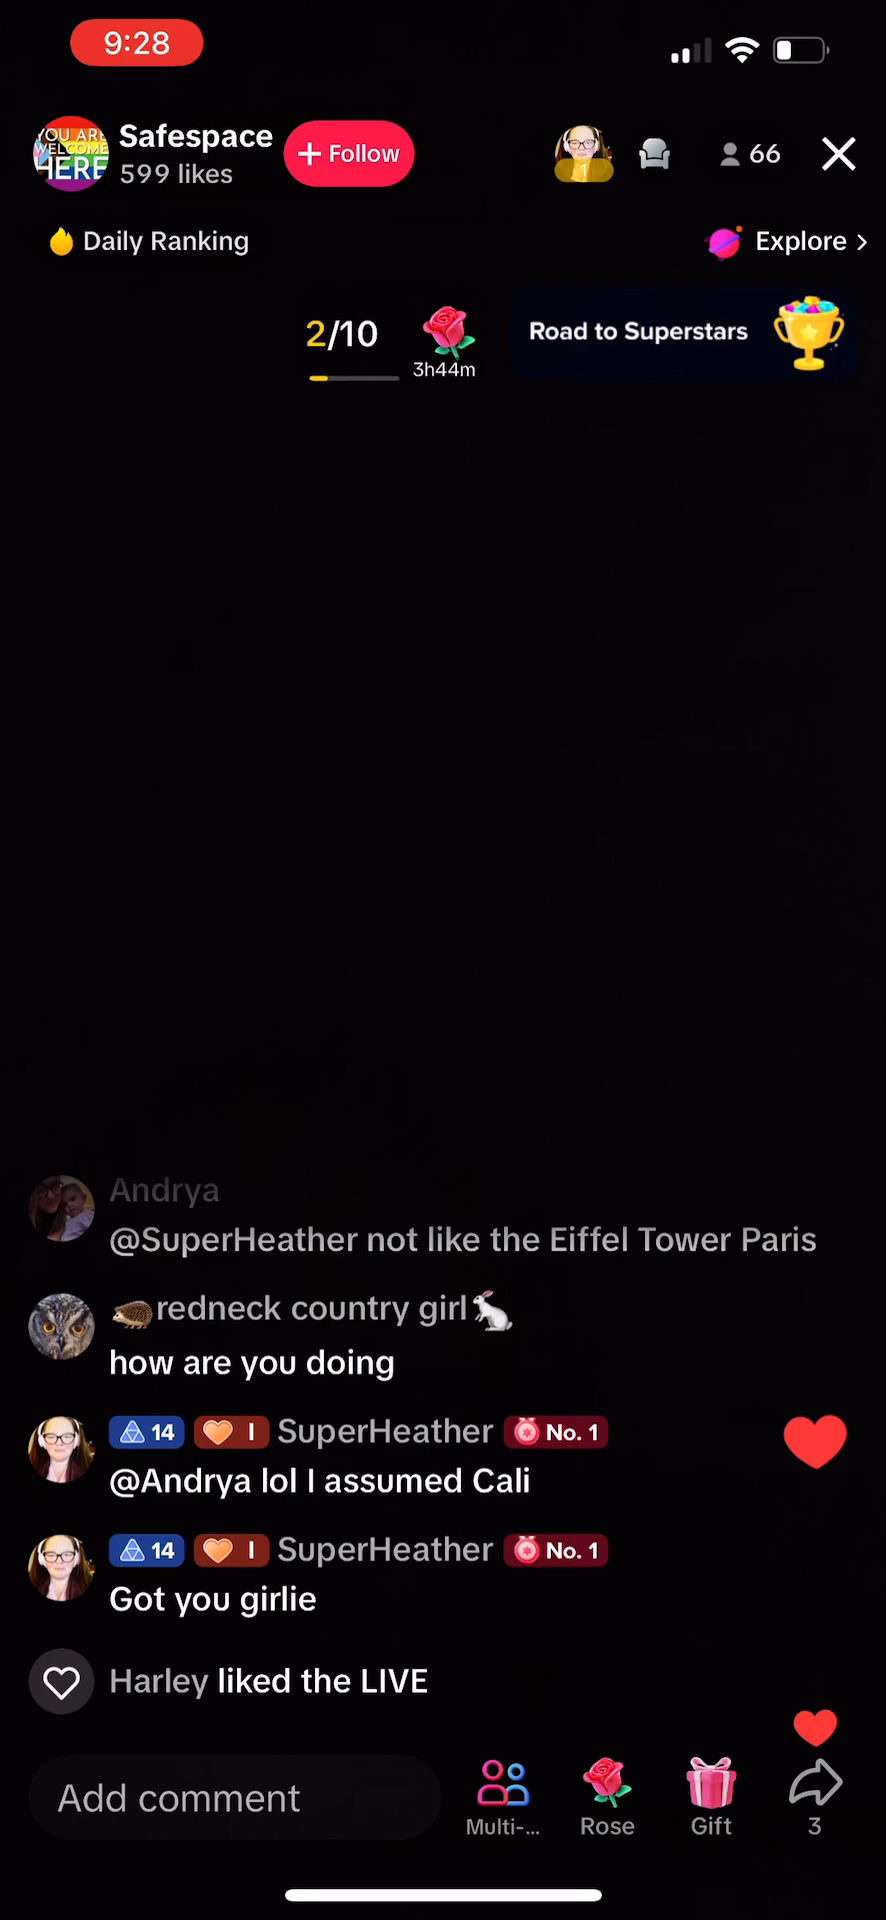 9:28
YOU ARE
WELCOME
HERE
Safespace
599 likes
+ Follow
1
66
Daily Ranking
Explore >
2/10
3h44m
Road to Superstars
Andrya
@SuperHeather not like the Eiffel Tower Paris
🦔redneck country girl🐇
how are you doing
14 I SuperHeather No. 1
@Andrya lol I assumed Cali
14 I SuperHeather No. 1
Got you girlie
Harley liked the LIVE
Add comment
Multi-...
Rose
Gift
3